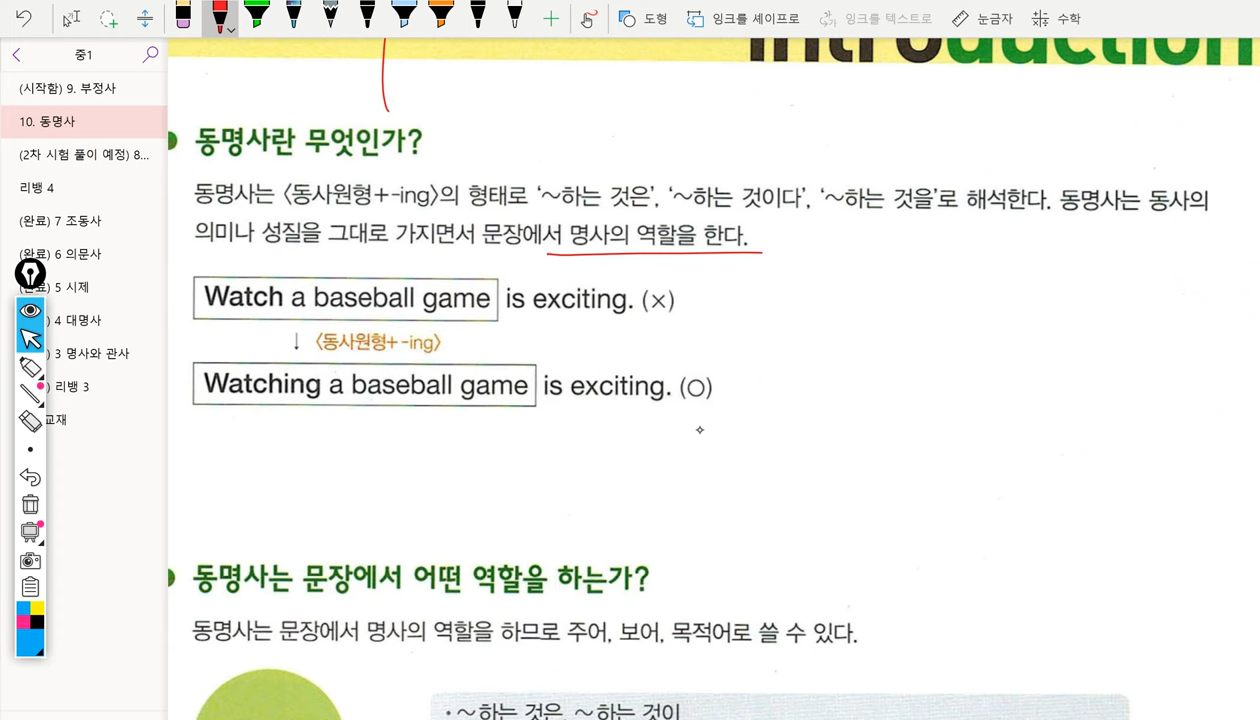 도형 잉크를 셰이프로 잉크를 텍스트로 눈금자 수학
중1
(시작함) 9. 부정사
10. 동명사
(2차 시험 풀이 예정) 8...
리뱅 4
(완료) 7 조동사
(완료) 6 의문사
5 시제
) 4 대명사
) 3 명사와 관사
) 리뱅 3
교재
introduction
동명사란 무엇인가?
동명사는 〈동사원형+-ing〉의 형태로 ‘~하는 것은’, ‘~하는 것이다’, ‘~하는 것을’로 해석한다. 동명사는 동사의
의미나 성질을 그대로 가지면서 문장에서 명사의 역할을 한다.
Watch a baseball game is exciting. (×)
↓ 〈동사원형+-ing〉
Watching a baseball game is exciting. (○)
동명사는 문장에서 어떤 역할을 하는가?
동명사는 문장에서 명사의 역할을 하므로 주어, 보어, 목적어로 쓸 수 있다.
· ~하는 것은, ~하는 것이